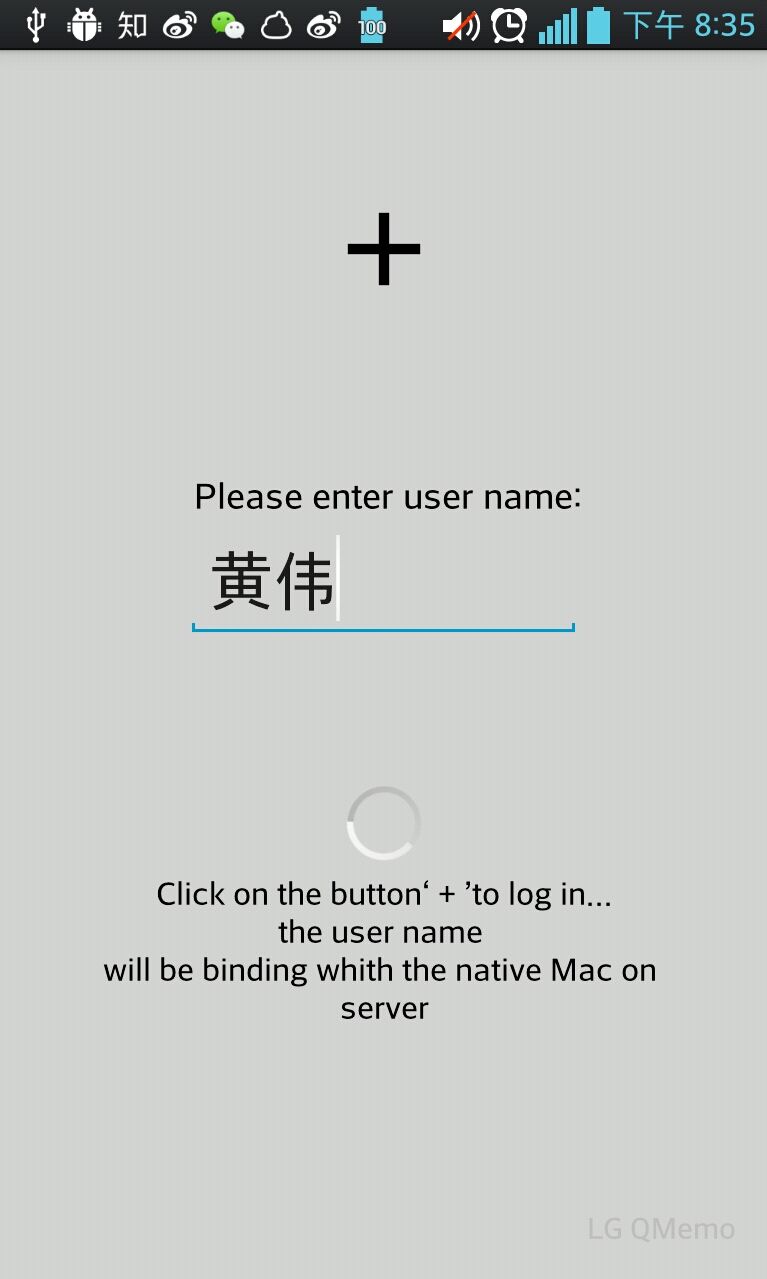 知 100 下午 8:35
+
Please enter user name:
黄伟
Click on the button‘ + ’to log in...
the user name
will be binding whith the native Mac on
server
LG QMemo